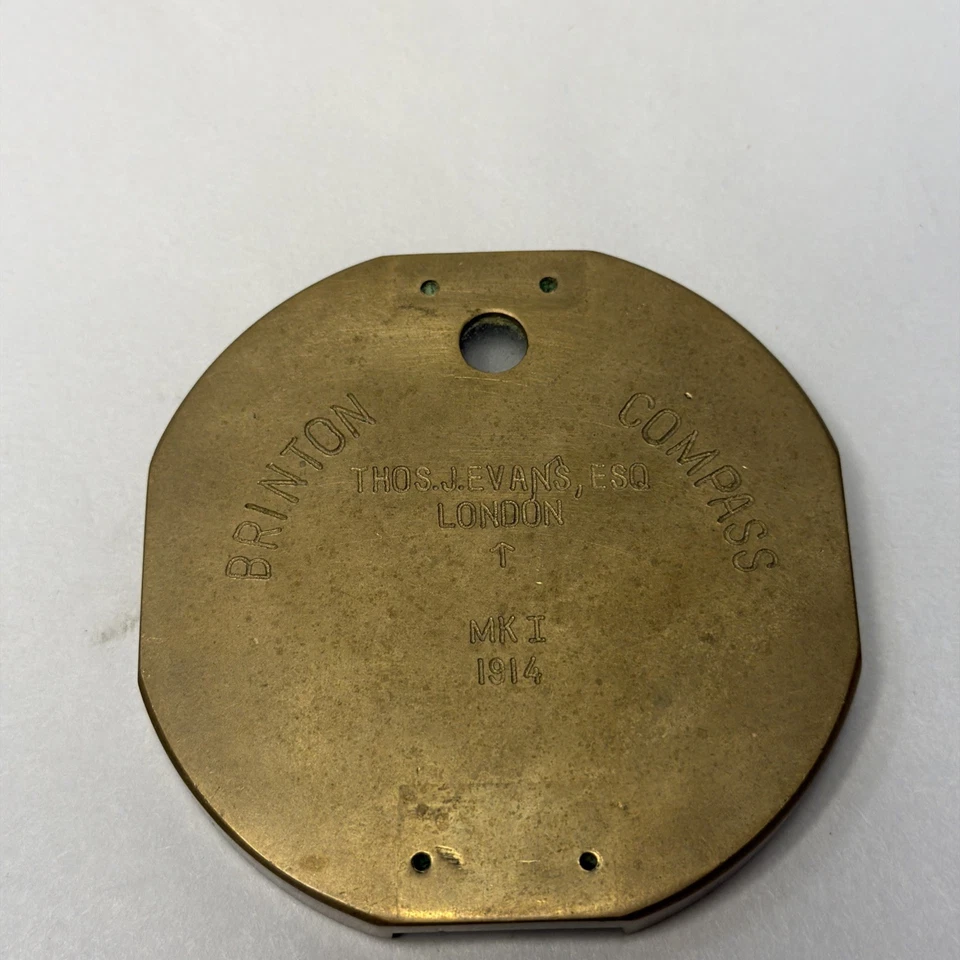 BRINTON COMPASS
THOS. J. EVANS, ESQ
LONDON
↑
MK I
1914